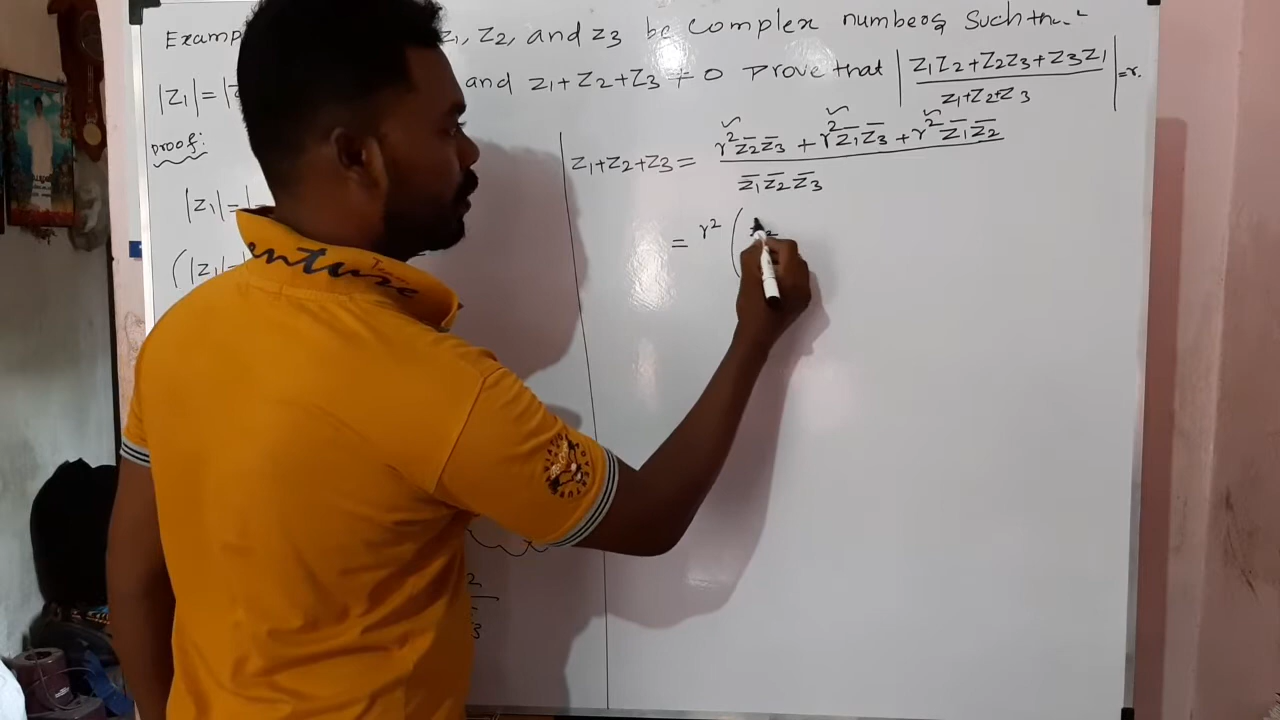 Examp z₁, z₂, and z₃ be complex numbers such
|z₁|=| and z₁+z₂+z₃ ≠ 0 prove that |(z₁z₂+z₂z₃+z₃z₁)/(z₁+z₂+z₃)|=r.
proof:
|z₁|=
(|z₁|=
z₁+z₂+z₃ = (r²z̅₂z̅₃ + r²z̅₁z̅₃ + r²z̅₁z̅₂)/(z̅₁z̅₂z̅₃)
= r² (
enture
Team